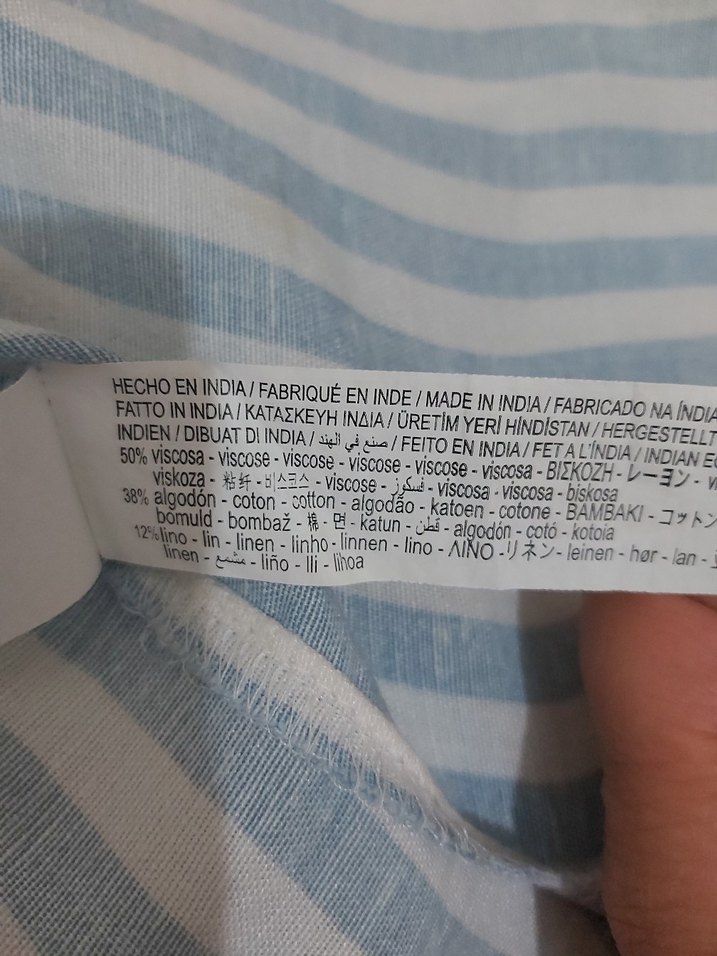 HECHO EN INDIA / FABRIQUÉ EN INDE / MADE IN INDIA / FABRICADO NA ÍNDIA
FATTO IN INDIA / ΚΑΤΑΣΚΕΥΗ ΙΝΔΙΑ / ÜRETİM YERİ HİNDİSTAN / HERGESTELLT
INDIEN / DIBUAT DI INDIA / صنع في الهند / FEITO EN INDIA / FET A L'ÍNDIA / INDIAN
50% viscosa - viscose - viscose - viscose - viscose - viscosa - ΒΙΣΚΟΖΗ - レーヨン -
viskoza - 粘纤 - 비스코스 - viscose - فسكوز - viscosa - viscosa - biskosa
38% algodón - coton - cotton - algodão - katoen - cotone - BAMBAKI - コットン
bomuld - bombaž - 棉 - 면 - katun - قطن - algodón - cotó - kotoia
12% lino - lin - linen - linho - linnen - lino - ΛΙΝΟ - リネン - leinen - hør - lan -
linen - مشمع - liño - lli - lihoa